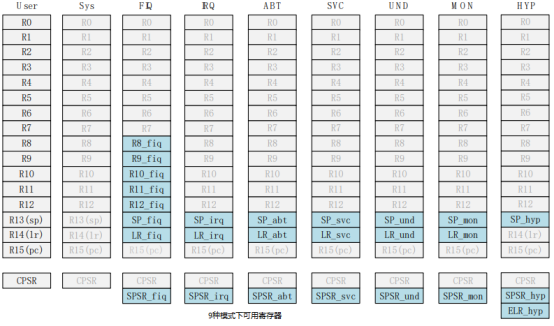 User Sys FIQ IRQ ABT SVC UND MON HYP
R0 R0 R0 R0 R0 R0 R0 R0 R0
R1 R1 R1 R1 R1 R1 R1 R1 R1
R2 R2 R2 R2 R2 R2 R2 R2 R2
R3 R3 R3 R3 R3 R3 R3 R3 R3
R4 R4 R4 R4 R4 R4 R4 R4 R4
R5 R5 R5 R5 R5 R5 R5 R5 R5
R6 R6 R6 R6 R6 R6 R6 R6 R6
R7 R7 R7 R7 R7 R7 R7 R7 R7
R8 R8 R8_fiq R8 R8 R8 R8 R8 R8
R9 R9 R9_fiq R9 R9 R9 R9 R9 R9
R10 R10 R10_fiq R10 R10 R10 R10 R10 R10
R11 R11 R11_fiq R11 R11 R11 R11 R11 R11
R12 R12 R12_fiq R12 R12 R12 R12 R12 R12
R13(sp) R13(sp) SP_fiq SP_irq SP_abt SP_svc SP_und SP_mon SP_hyp
R14(lr) R14(lr) LR_fiq LR_irq LR_abt LR_svc LR_und LR_mon R14(lr)
R15(pc) R15(pc) R15(pc) R15(pc) R15(pc) R15(pc) R15(pc) R15(pc) R15(pc)
CPSR CPSR CPSR CPSR CPSR CPSR CPSR CPSR CPSR
SPSR_fiq SPSR_irq SPSR_abt SPSR_svc SPSR_und SPSR_mon SPSR_hyp
ELR_hyp
9种模式下可用寄存器